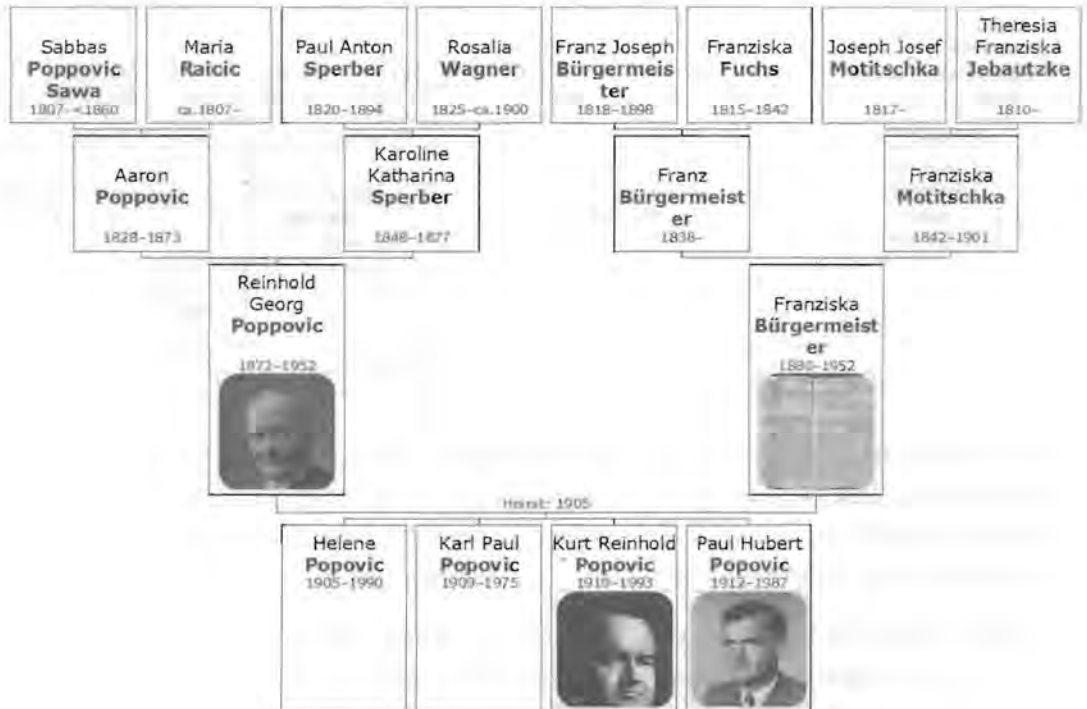 Sabbas
Poppovic
Sawa
1807-<1860
Maria
Raicic
ca.1807-
Paul Anton
Sperber
1820-1894
Rosalia
Wagner
1825-ca.1900
Franz Joseph
Bürgermeis
ter
1818-1898
Franziska
Fuchs
1815-1842
Joseph Josef
Motitschka
1817-
Theresia
Franziska
Jebautzke
1810-
Aaron
Poppovic
1828-1873
Karoline
Katharina
Sperber
1848-1877
Franz
Bürgermeist
er
1838-
Franziska
Motitschka
1842-1901
Reinhold
Georg
Poppovic
1872-1952
Franziska
Bürgermeist
er
1880-1952
Heirat: 1905
Helene
Popovic
1905-1990
Karl Paul
Popovic
1909-1975
Kurt Reinhold
Popovic
1910-1993
Paul Hubert
Popovic
1912-1987